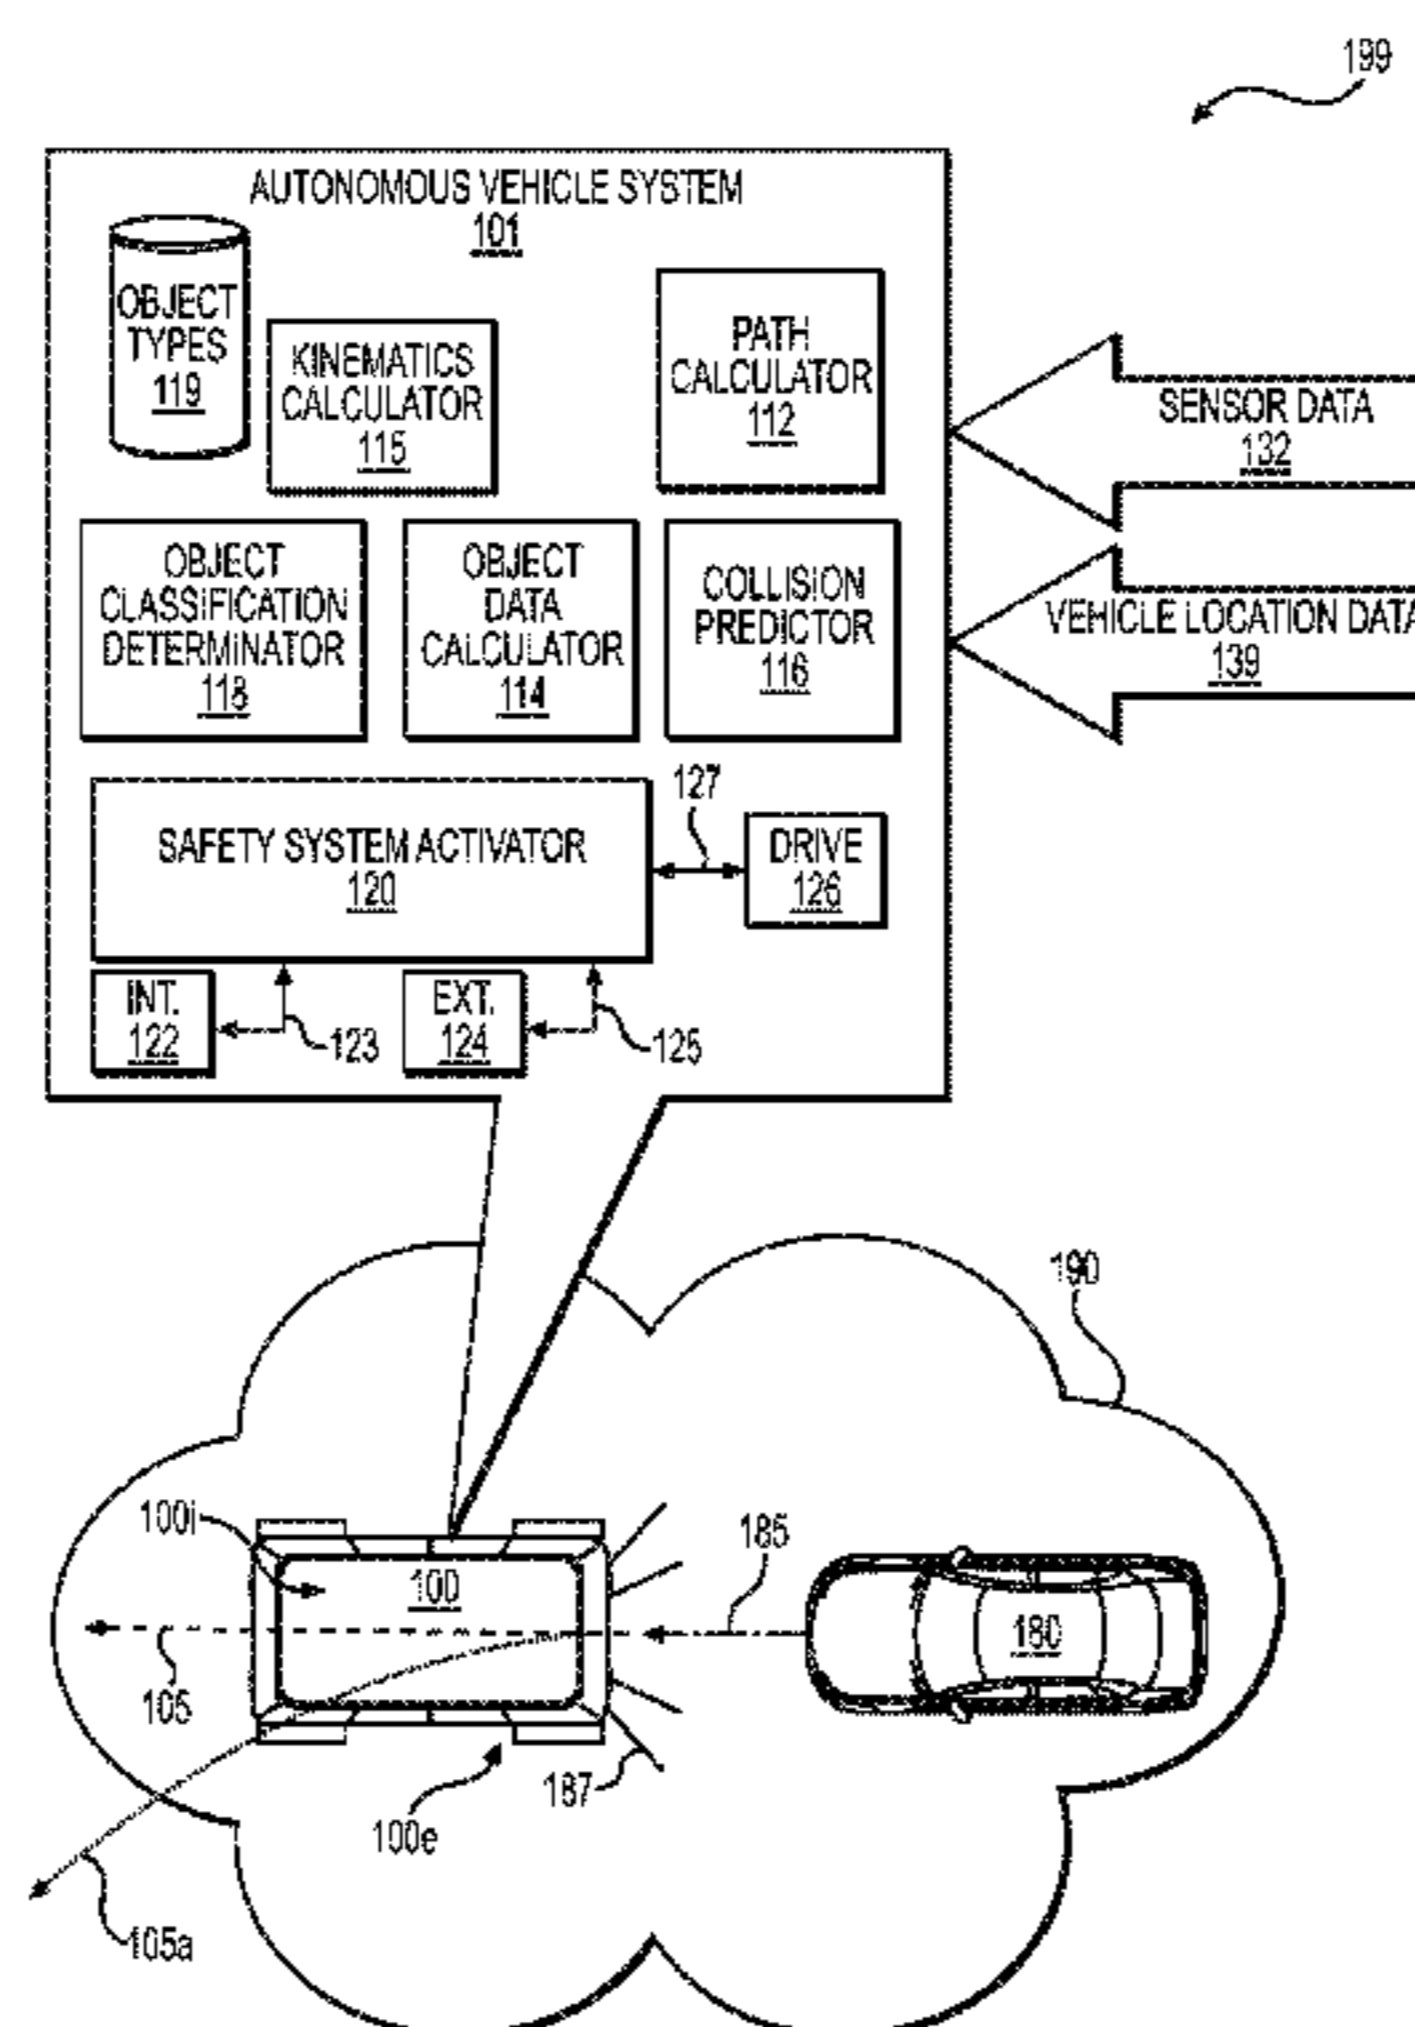 199
AUTONOMOUS VEHICLE SYSTEM
101
OBJECT
TYPES
119
KINEMATICS
CALCULATOR
115
PATH
CALCULATOR
112
SENSOR DATA
132
OBJECT
CLASSIFICATION
DETERMINATOR
118
OBJECT
DATA
CALCULATOR
114
COLLISION
PREDICTOR
116
VEHICLE LOCATION DATA
139
SAFETY SYSTEM ACTIVATOR
120
127
DRIVE
126
INT.
122
123
EXT.
124
125
190
100i
100
185
180
105
187
100e
105a